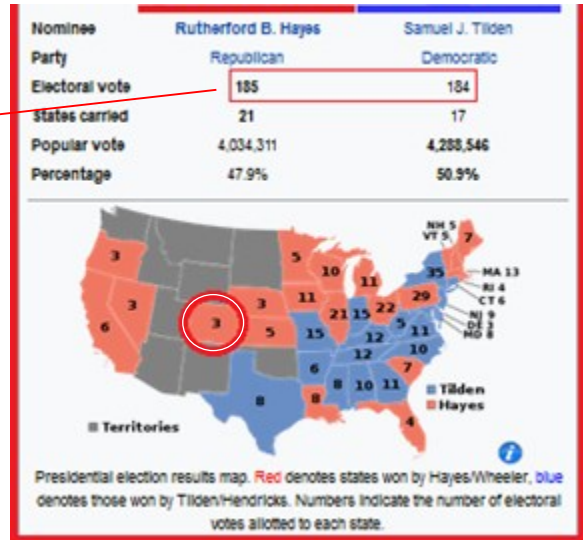 Nominee Rutherford B. Hayes Samuel J. Tilden
Party Republican Democratic
Electoral vote 185 184
States carried 21 17
Popular vote 4,034,311 4,288,546
Percentage 47.9% 50.9%
NH 5
VT 5
7
3
5
10
11
35
MA 13
RI 4
CT 6
NJ 9
DE 3
MD 8
3
6
3
3
5
11
21
15
22
29
15
12
5
11
12
10
6
8
10
11
7
8
8
4
Tilden
Hayes
Territories
i
Presidential election results map. Red denotes states won by Hayes/Wheeler, blue
denotes those won by Tilden/Hendricks. Numbers indicate the number of electoral
votes allotted to each state.